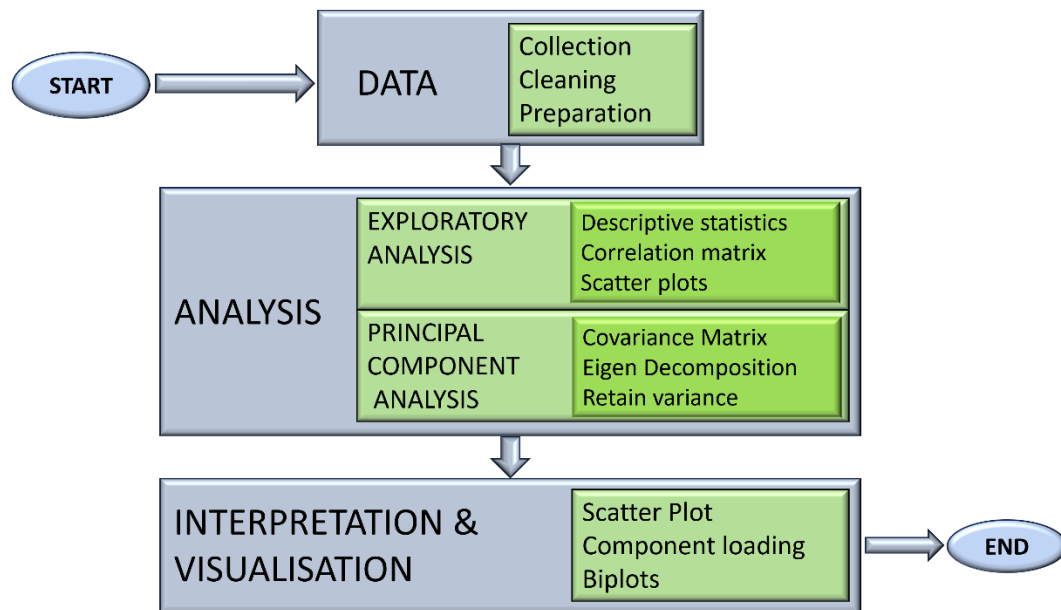 START
DATA
Collection
Cleaning
Preparation
ANALYSIS
EXPLORATORY
ANALYSIS
Descriptive statistics
Correlation matrix
Scatter plots
PRINCIPAL
COMPONENT
ANALYSIS
Covariance Matrix
Eigen Decomposition
Retain variance
INTERPRETATION &
VISUALISATION
Scatter Plot
Component loading
Biplots
END